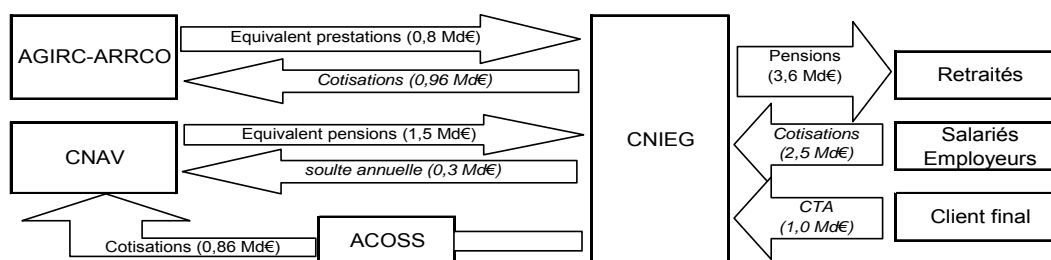 AGIRC-ARRCO
Equivalent prestations (0,8 Md€)
Cotisations (0,96 Md€)
CNAV
Equivalent pensions (1,5 Md€)
soulte annuelle (0,3 Md€)
Cotisations (0,86 Md€)
ACOSS
CNIEG
Pensions
(3,6 Md€)
Retraités
Cotisations
(2,5 Md€)
Salariés
Employeurs
CTA
(1,0 Md€)
Client final